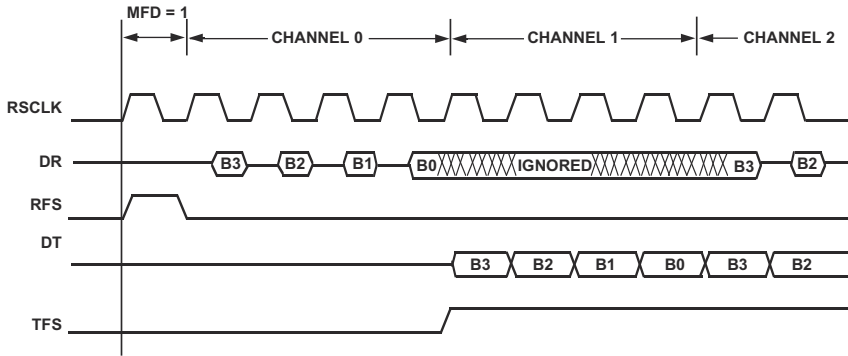 MFD = 1
CHANNEL 0 CHANNEL 1 CHANNEL 2
RSCLK
DR B3 B2 B1 B0 IGNORED B3 B2
RFS
DT B3 B2 B1 B0 B3 B2
TFS